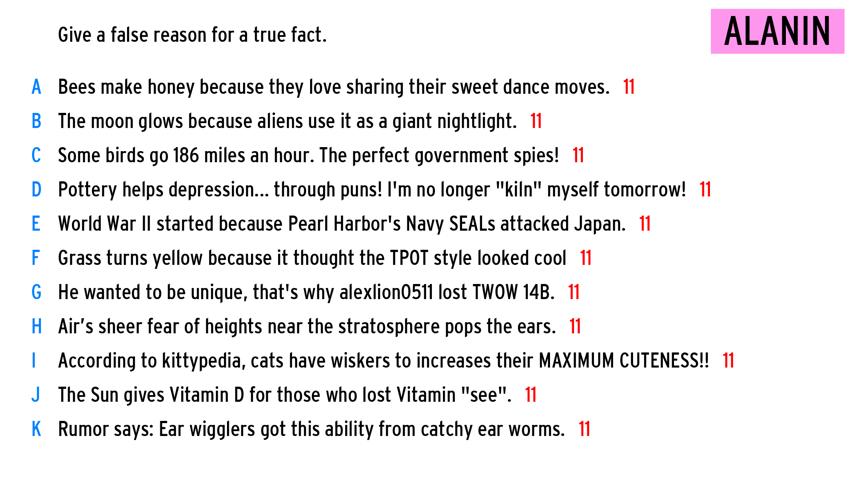 Give a false reason for a true fact.
ALANIN
A Bees make honey because they love sharing their sweet dance moves. 11
B The moon glows because aliens use it as a giant nightlight. 11
C Some birds go 186 miles an hour. The perfect government spies! 11
D Pottery helps depression... through puns! I'm no longer "kiln" myself tomorrow! 11
E World War II started because Pearl Harbor's Navy SEALs attacked Japan. 11
F Grass turns yellow because it thought the TPOT style looked cool 11
G He wanted to be unique, that's why alexlion0511 lost TWOW 14B. 11
H Air’s sheer fear of heights near the stratosphere pops the ears. 11
I According to kittypedia, cats have wiskers to increases their MAXIMUM CUTENESS!! 11
J The Sun gives Vitamin D for those who lost Vitamin "see". 11
K Rumor says: Ear wigglers got this ability from catchy ear worms. 11